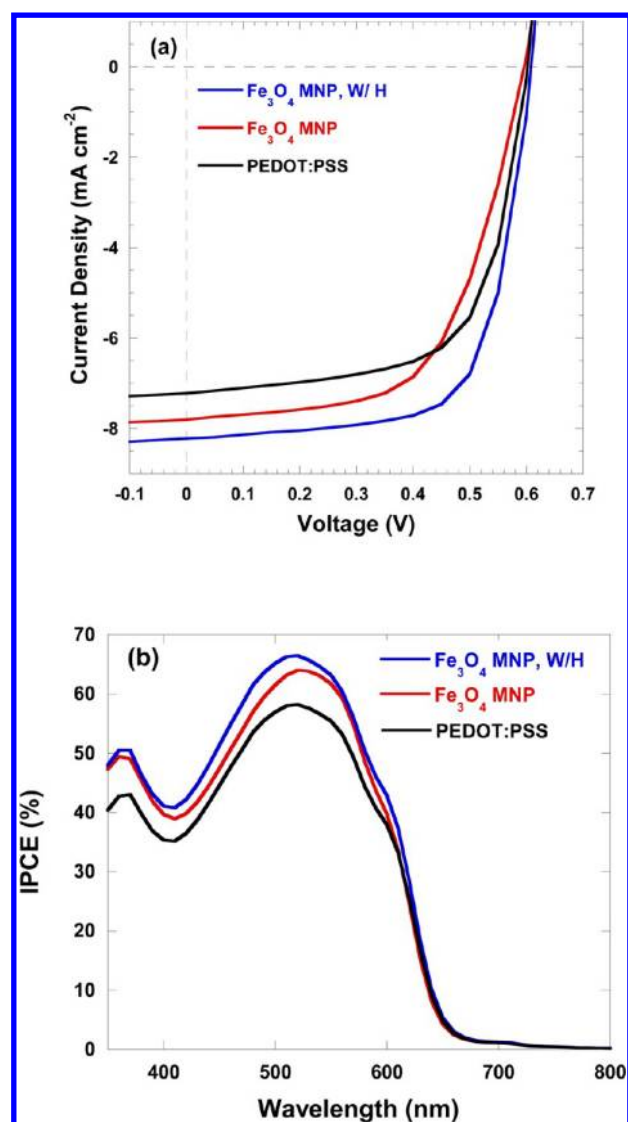 (a)
Fe₃O₄ MNP, W/ H
Fe₃O₄ MNP
PEDOT:PSS
Current Density (mA cm⁻²)
0
-2
-4
-6
-8
-0.1 0 0.1 0.2 0.3 0.4 0.5 0.6 0.7
Voltage (V)
(b)
Fe₃O₄ MNP, W/H
Fe₃O₄ MNP
PEDOT:PSS
IPCE (%)
70
60
50
40
30
20
10
0
400 500 600 700 800
Wavelength (nm)